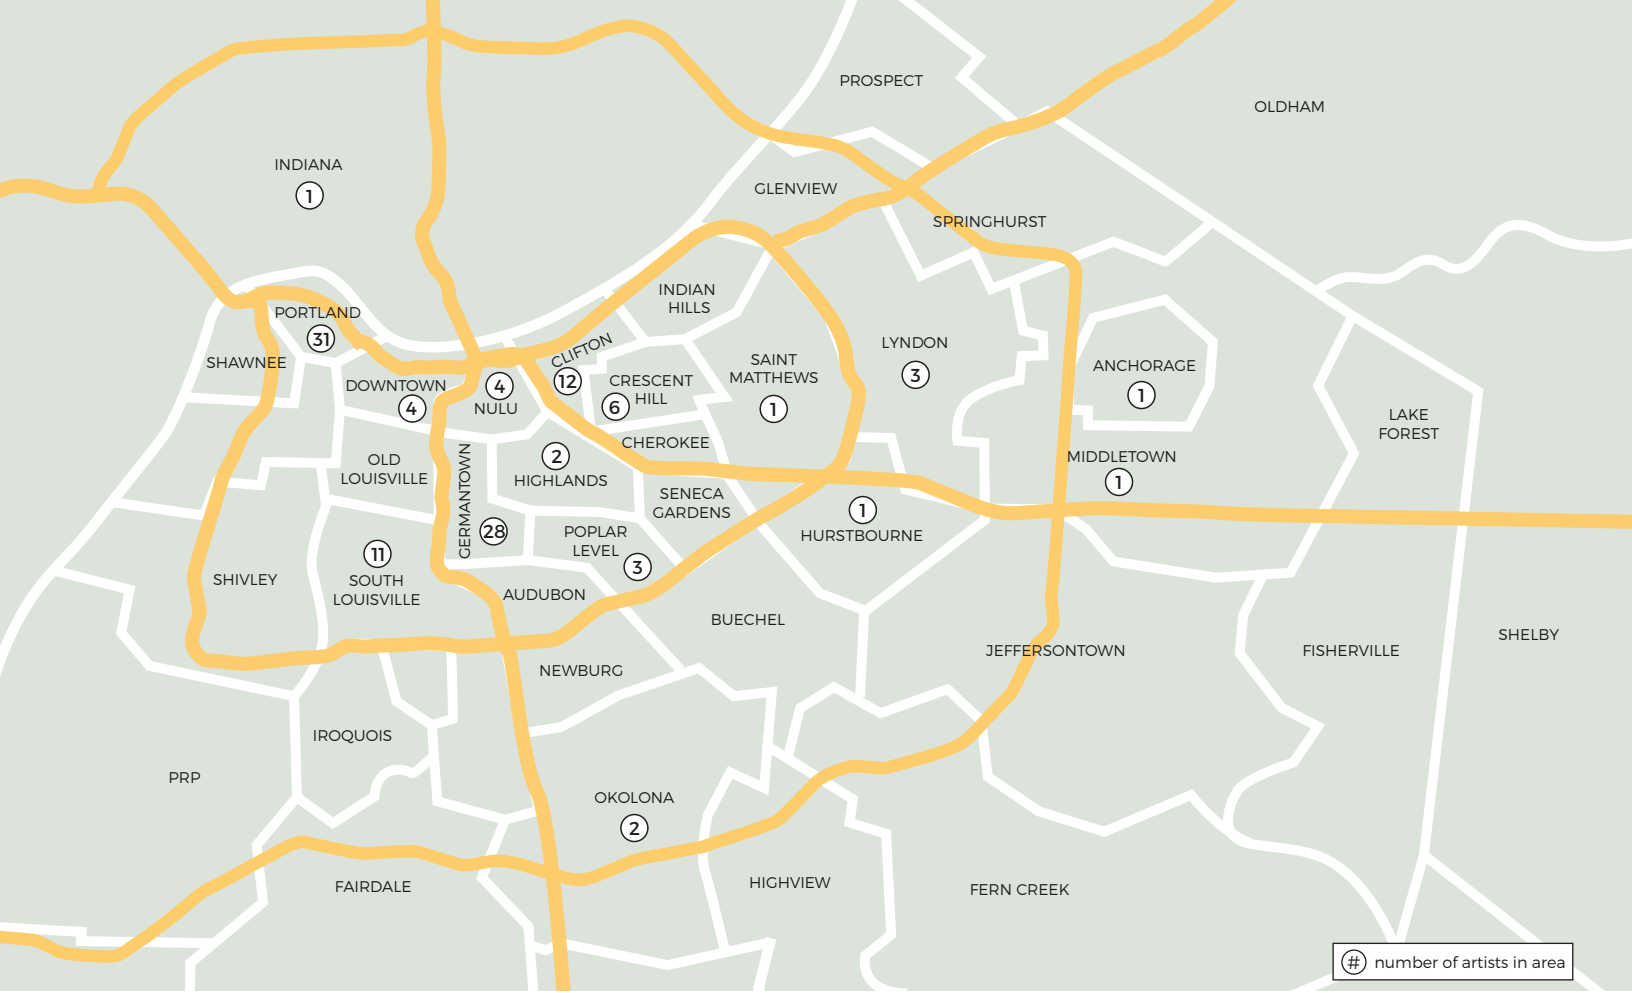 PROSPECT
OLDHAM
INDIANA
1
GLENVIEW
SPRINGHURST
INDIAN
HILLS
PORTLAND
31
SHAWNEE
CLIFTON
12
LYNDON
3
SAINT
MATTHEWS
1
ANCHORAGE
1
DOWNTOWN
4
4
NULU
CRESCENT
HILL
6
LAKE
FOREST
CHEROKEE
OLD
LOUISVILLE
GERMANTOWN
28
2
HIGHLANDS
MIDDLETOWN
1
SENECA
GARDENS
1
HURSTBOURNE
POPLAR
LEVEL
3
11
SOUTH
LOUISVILLE
SHIVLEY
AUDUBON
BUECHEL
SHELBY
JEFFERSONTOWN
FISHERVILLE
NEWBURG
IROQUOIS
PRP
OKOLONA
2
FAIRDALE
HIGHVIEW
FERN CREEK
# number of artists in area